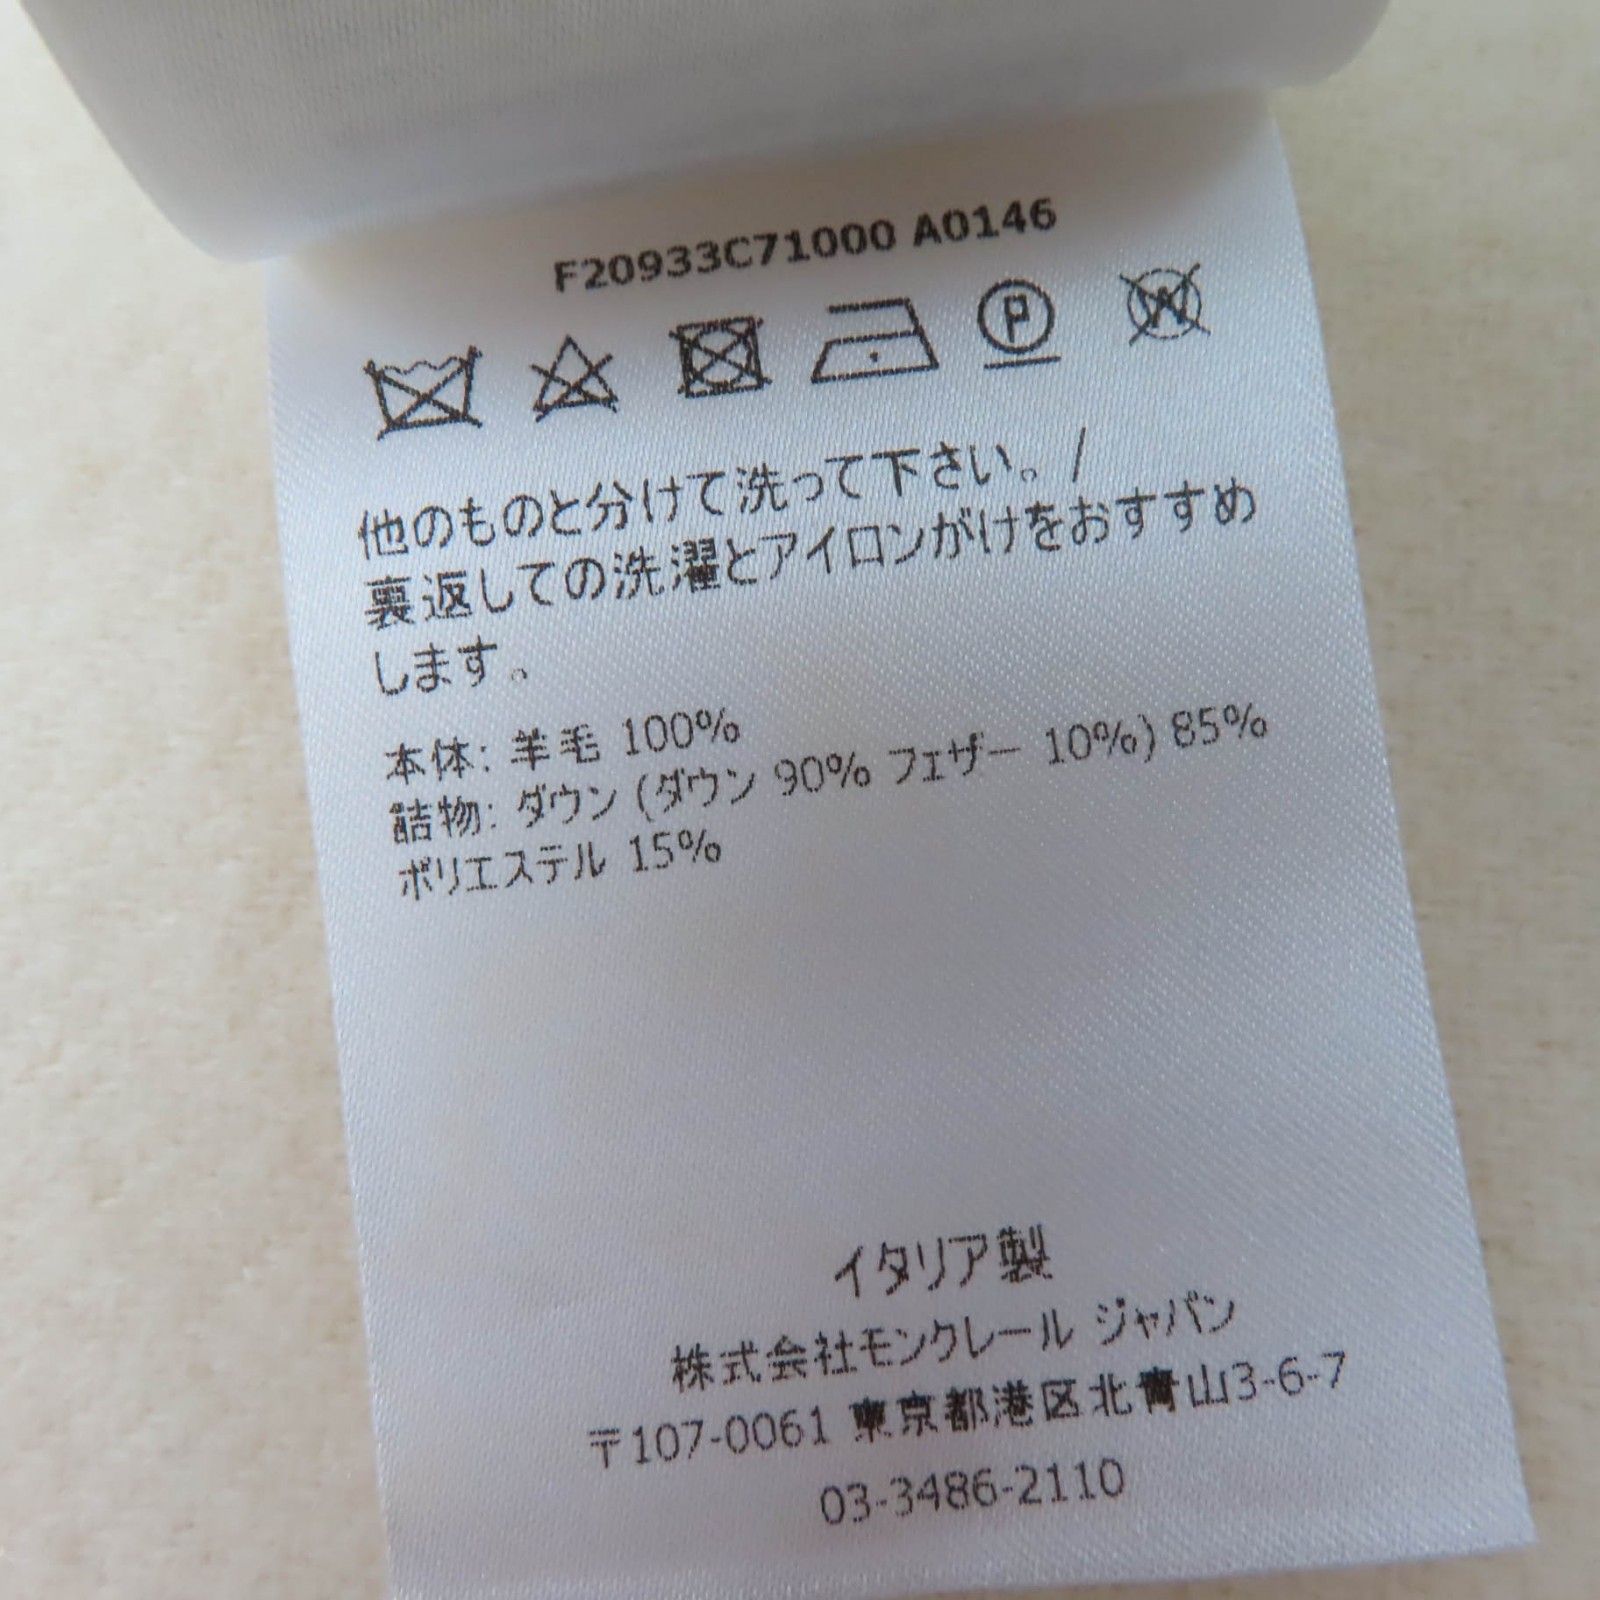 F20933C71000 A0146
P W
他のものと分けて洗って下さい。/
裏返しての洗濯とアイロンがけをおすすめ
します。
本体: 羊毛 100%
詰物: ダウン (ダウン 90% フェザー 10%) 85%
ポリエステル 15%
イタリア製
株式会社モンクレール ジャパン
〒107-0061 東京都港区北青山3-6-7
03-3486-2110